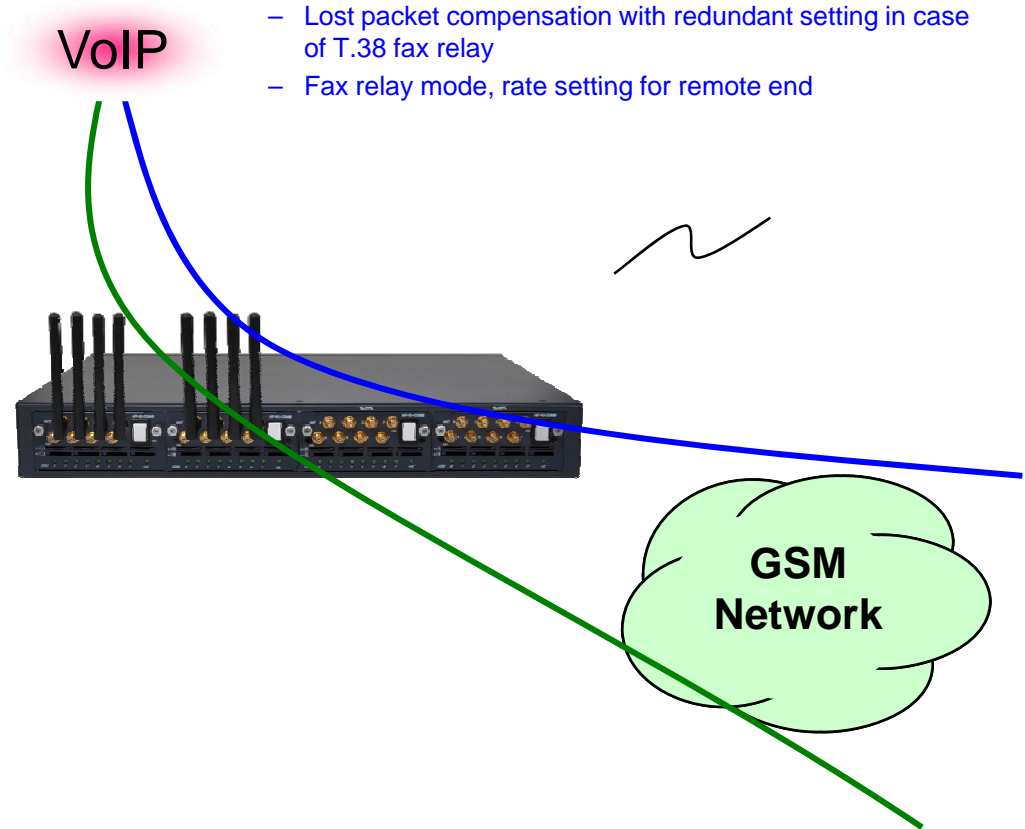 – Lost packet compensation with redundant setting in case
of T.38 fax relay
– Fax relay mode, rate setting for remote end
VoIP
GSM
Network